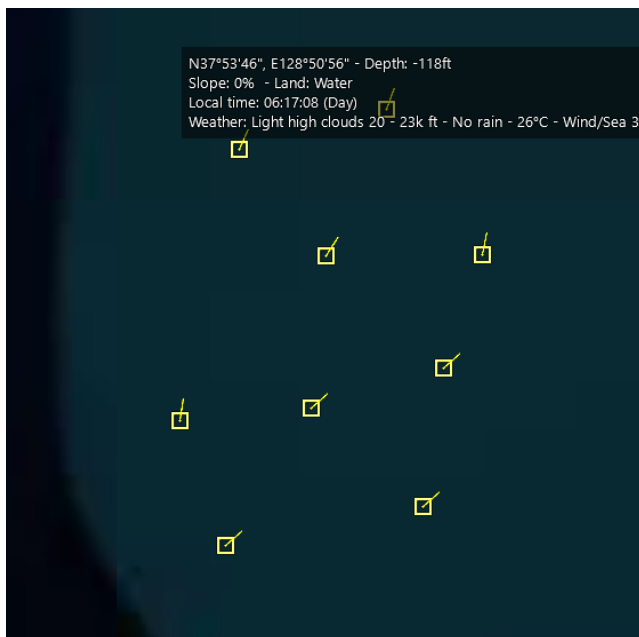 N37°53'46", E128°50'56" - Depth: -118ft
Slope: 0% - Land: Water
Local time: 06:17:08 (Day)
Weather: Light high clouds 20 - 23k ft - No rain - 26°C - Wind/Sea 3